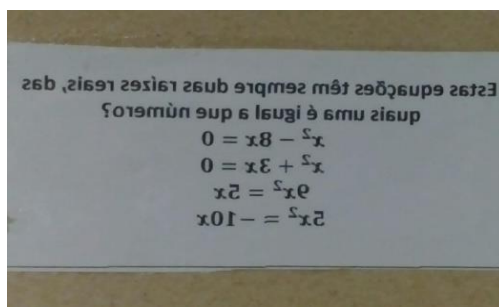 Estas equações têm sempre duas raízes reais, das
quais uma é igual a que número?
x² − 8x = 0
x² + 3x = 0
9x² = 5x
5x² = −10x